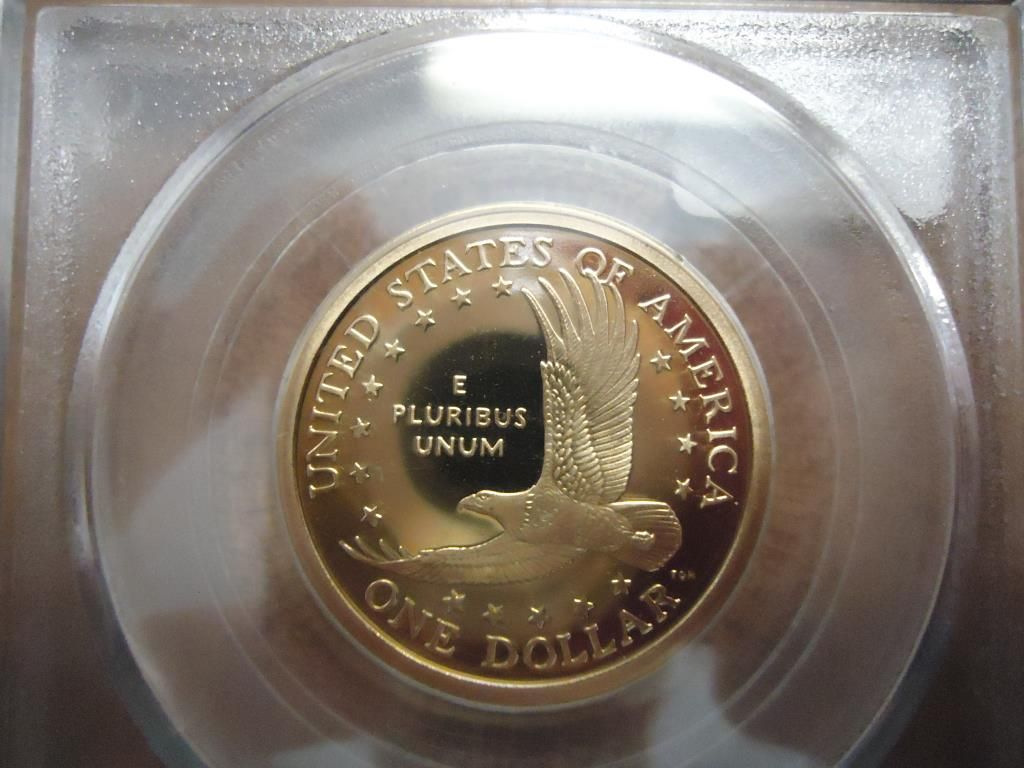 UNITED STATES OF AMERICA
E
PLURIBUS
UNUM
ONE DOLLAR